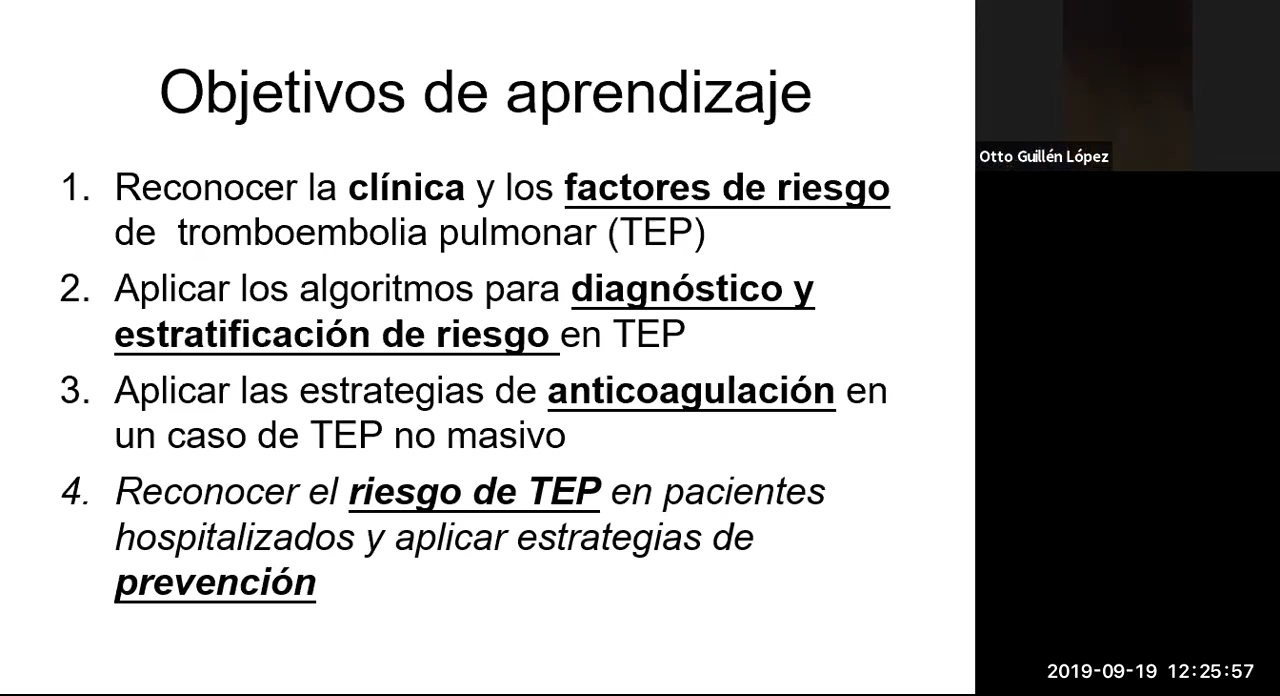 Objetivos de aprendizaje
1. Reconocer la clínica y los factores de riesgo
de tromboembolia pulmonar (TEP)
2. Aplicar los algoritmos para diagnóstico y
estratificación de riesgo en TEP
3. Aplicar las estrategias de anticoagulación en
un caso de TEP no masivo
4. Reconocer el riesgo de TEP en pacientes
hospitalizados y aplicar estrategias de
prevención
Otto Guillén López
2019-09-19 12:25:57